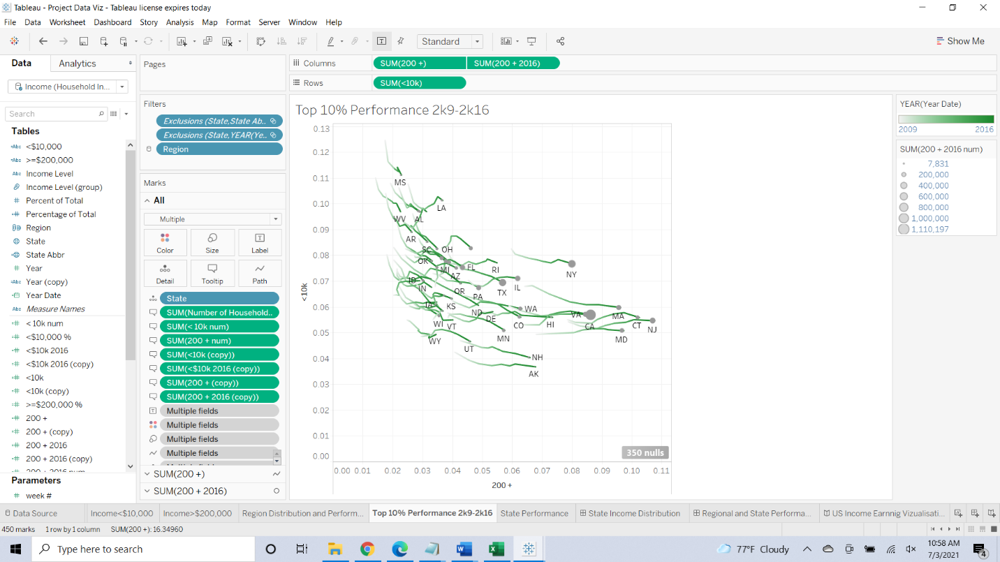 Tableau - Project Data Viz - Tableau license expires today
File Data Worksheet Dashboard Story Analysis Map Format Server Window Help
Standard
Show Me
Data Analytics
Pages
Columns SUM(200 +) SUM(200 + 2016)
Rows SUM(<10k)
Income (Household In...
Search
Tables
Abc <$10,000
Abc >=$200,000
Abc Income Level
Income Level (group)
# Percent of Total
# Percentage of Total
Region
State
State Abbr
# Year
Abc Year (copy)
Year Date
Abc Measure Names
# < 10k num
# <$10,000 %
# <$10k 2016
# <$10k 2016 (copy)
# <10k
# <10k (copy)
# >=$200,000 %
# 200 +
# 200 + (copy)
# 200 + 2016
# 200 + 2016 (copy)
Parameters
# week #
Filters
Exclusions (State,State Ab..
Exclusions (State,YEAR(Ye..
Region
Marks
All
Multiple
Color Size Label
Detail Tooltip Path
State
SUM(Number of Household..
SUM(< 10k num)
SUM(200 + num)
SUM(<10k (copy))
SUM(<$10k 2016 (copy))
SUM(200 + (copy))
SUM(200 + 2016 (copy))
Multiple fields
Multiple fields
Multiple fields
Multiple fields
SUM(200 +)
SUM(200 + 2016)
Top 10% Performance 2k9-2k16
0.13
0.12
0.11
0.10
0.09
0.08
0.07
0.06
0.05
0.04
0.03
0.02
0.01
0.00
<10k
MS
LA
WV AL
AR
SC OH
OK MI FL RI
NY
AZ
ID IN OR PA TX IL
IA KS ND WA
WI VT DE CO HI VA CA MA CT NJ
WY UT MN MD
NH
AK
350 nulls
0.00 0.01 0.02 0.03 0.04 0.05 0.06 0.07 0.08 0.09 0.10 0.11
200 +
YEAR(Year Date)
2009 2016
SUM(200 + 2016 num)
7,831
200,000
400,000
600,000
800,000
1,000,000
1,110,197
Data Source Income<$10,000 Income>$200,000 Region Distribution and Perform... Top 10% Performance 2k9-2k16 State Performance State Income Distribution Regional and State Performa... US Income Earnnig Vizualisati...
450 marks 1 row by 1 column SUM(200 +): 16.34960
Type here to search
77°F Cloudy
10:58 AM
7/3/2021
4